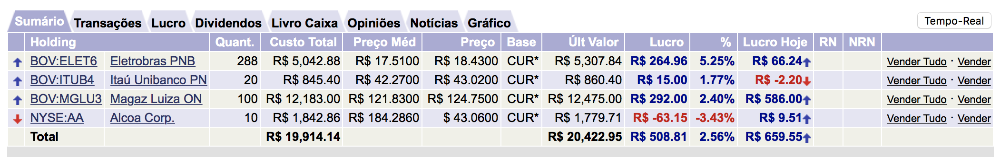 Sumário Transações Lucro Dividendos Livro Caixa Opiniões Notícias Gráfico Tempo-Real
Holding Quant. Custo Total Preço Méd Preço Base Últ Valor Lucro % Lucro Hoje RN NRN
BOV:ELET6 Eletrobras PNB 288 R$ 5,042.88 R$ 17.5100 R$ 18.4300 CUR* R$ 5,307.84 R$ 264.96 5.25% R$ 66.24 Vender Tudo · Vender
BOV:ITUB4 Itaú Unibanco PN 20 R$ 845.40 R$ 42.2700 R$ 43.0200 CUR* R$ 860.40 R$ 15.00 1.77% R$ -2.20 Vender Tudo · Vender
BOV:MGLU3 Magaz Luiza ON 100 R$ 12,183.00 R$ 121.8300 R$ 124.7500 CUR* R$ 12,475.00 R$ 292.00 2.40% R$ 586.00 Vender Tudo · Vender
NYSE:AA Alcoa Corp. 10 R$ 1,842.86 R$ 184.2860 $ 43.0600 CUR* R$ 1,779.71 R$ -63.15 -3.43% R$ 9.51 Vender Tudo · Vender
Total R$ 19,914.14 R$ 20,422.95 R$ 508.81 2.56% R$ 659.55